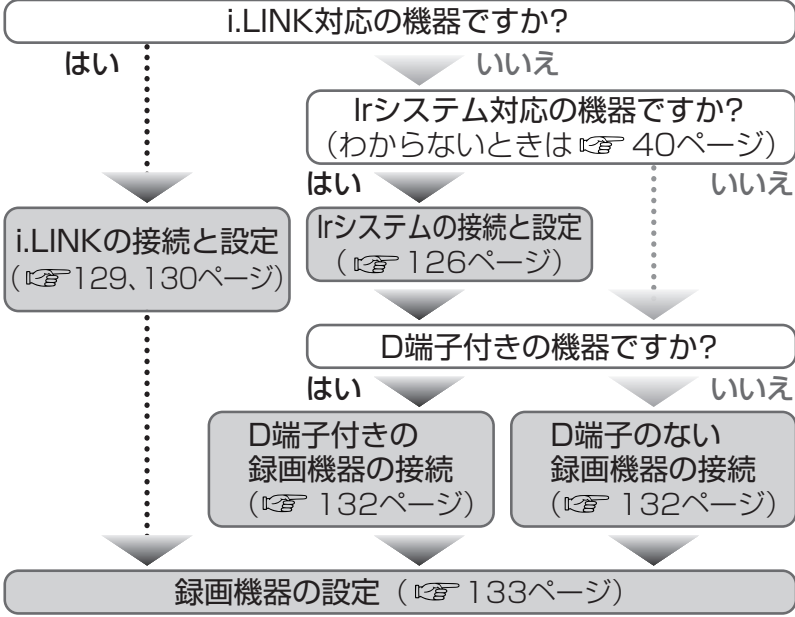 i.LINK対応の機器ですか?
はい
いいえ
Irシステム対応の機器ですか?
(わからないときは☞ 40ページ)
はい
いいえ
i.LINKの接続と設定
(☞129、130ページ)
Irシステムの接続と設定
(☞126ページ)
D端子付きの機器ですか?
はい
いいえ
D端子付きの
録画機器の接続
(☞ 132ページ)
D端子のない
録画機器の接続
(☞ 132ページ)
録画機器の設定(☞133ページ)